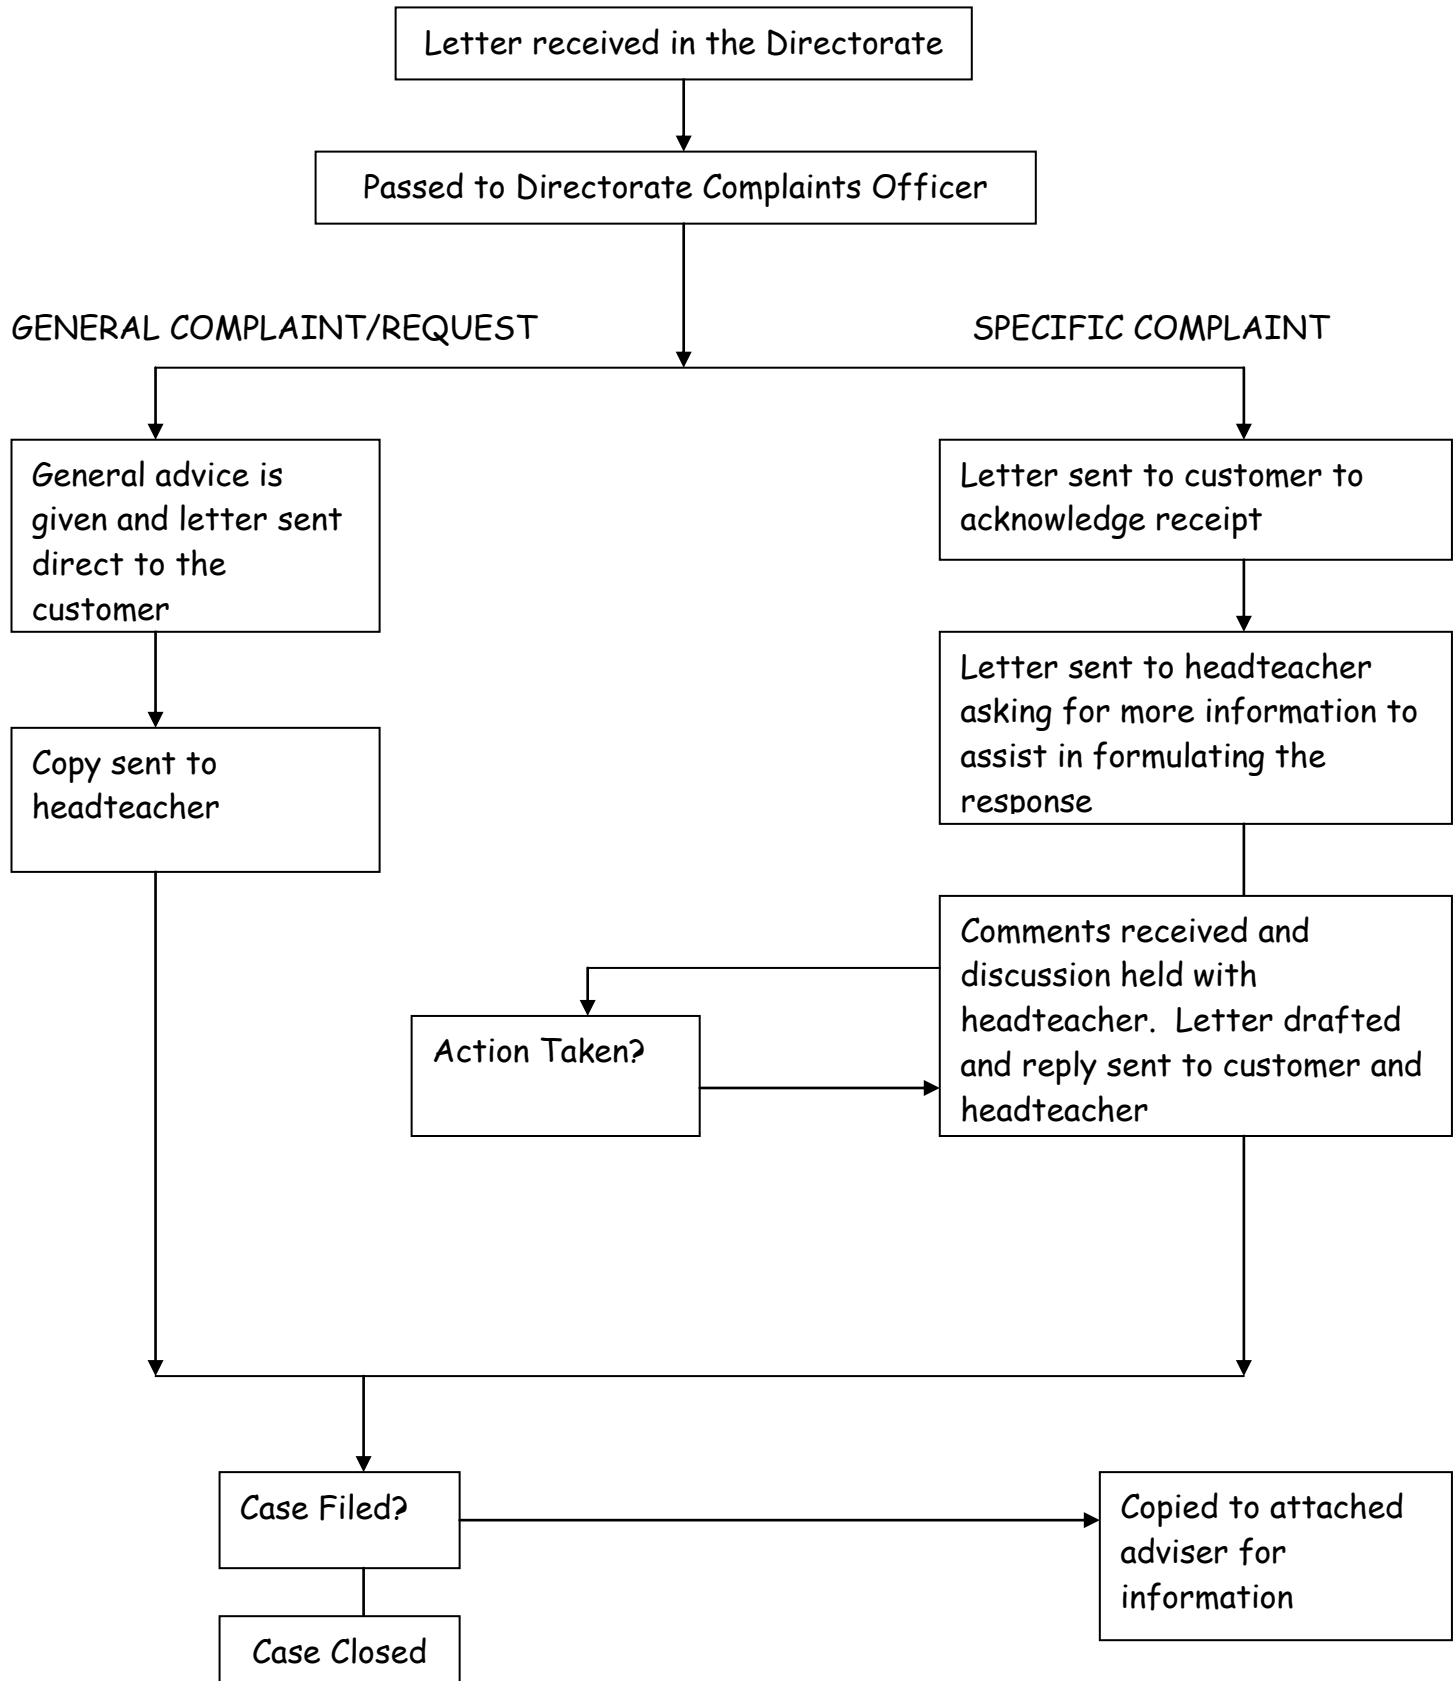 Letter received in the Directorate
Passed to Directorate Complaints Officer
GENERAL COMPLAINT/REQUEST
SPECIFIC COMPLAINT
General advice is
given and letter sent
direct to the
customer
Copy sent to
headteacher
Letter sent to customer to
acknowledge receipt
Letter sent to headteacher
asking for more information to
assist in formulating the
response
Comments received and
discussion held with
headteacher.  Letter drafted
and reply sent to customer and
headteacher
Action Taken?
Case Filed?
Copied to attached
adviser for
information
Case Closed